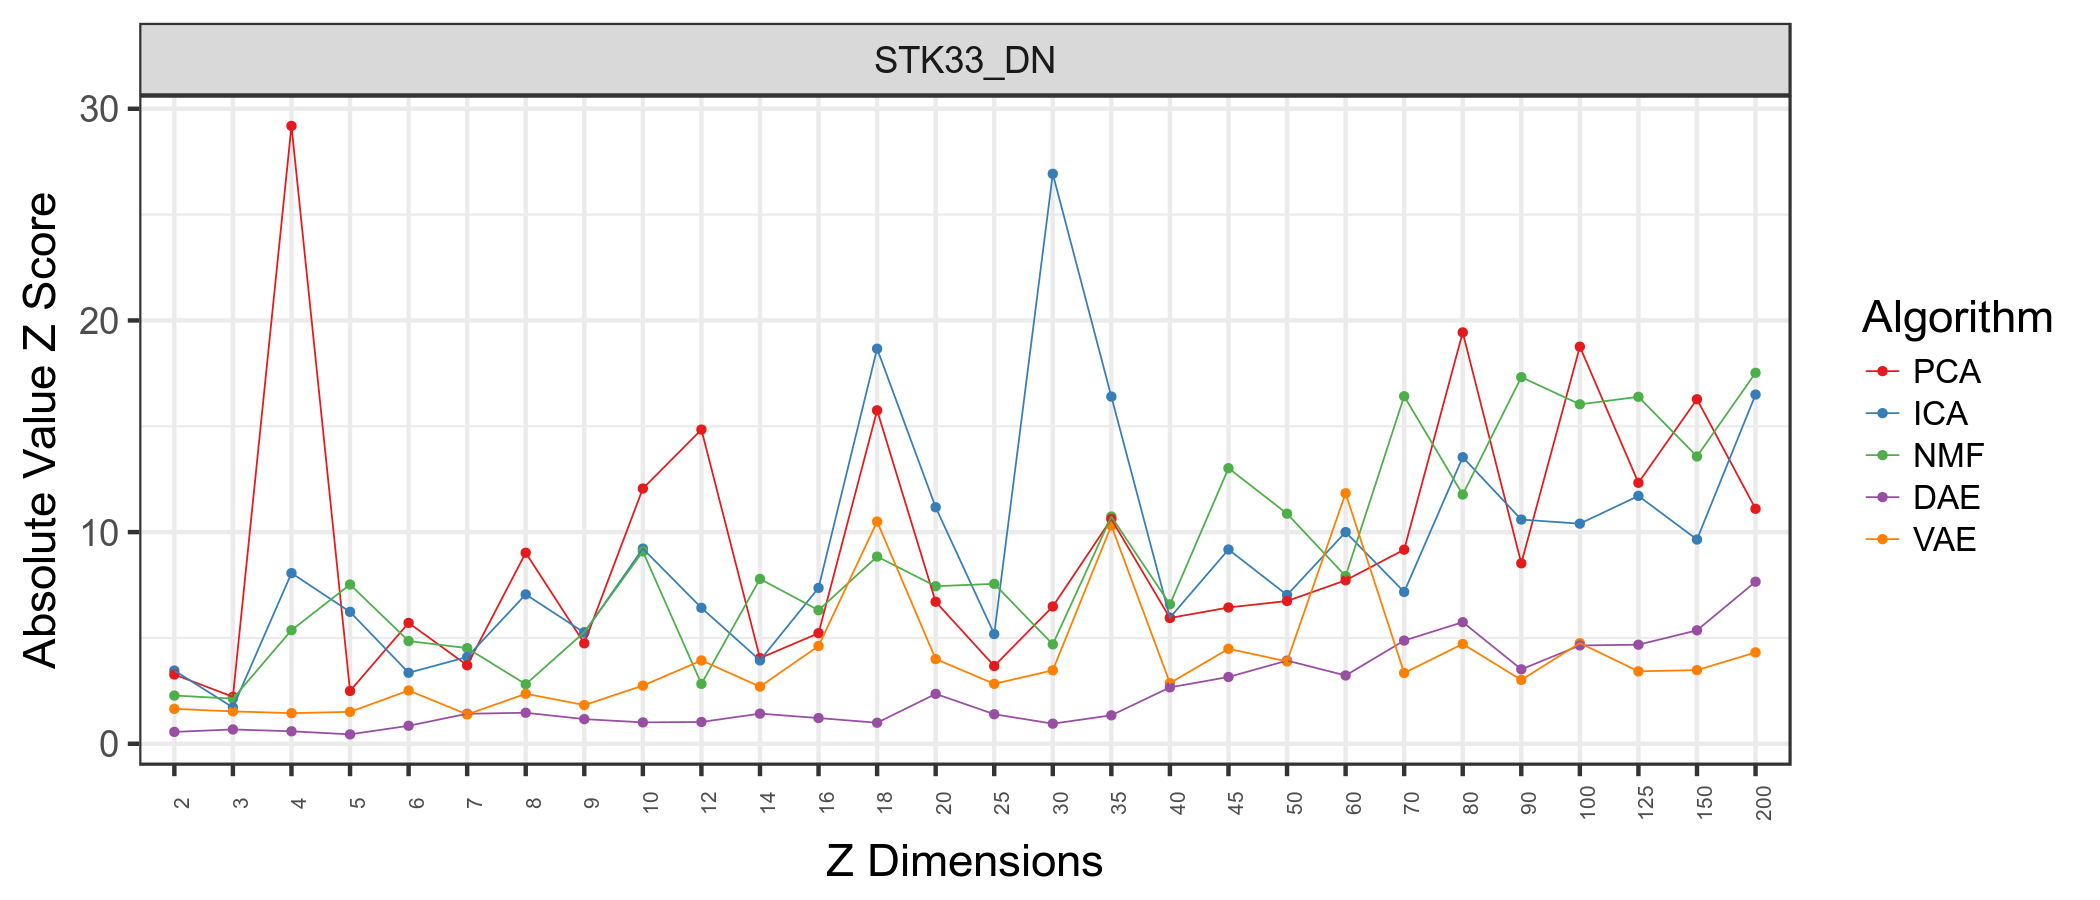 STK33_DN
30
20
10
0
Absolute Value Z Score
2 3 4 5 6 7 8 9 10 12 14 16 18 20 25 30 35 40 45 50 60 70 80 90 100 125 150 200
Z Dimensions
Algorithm
PCA
ICA
NMF
DAE
VAE